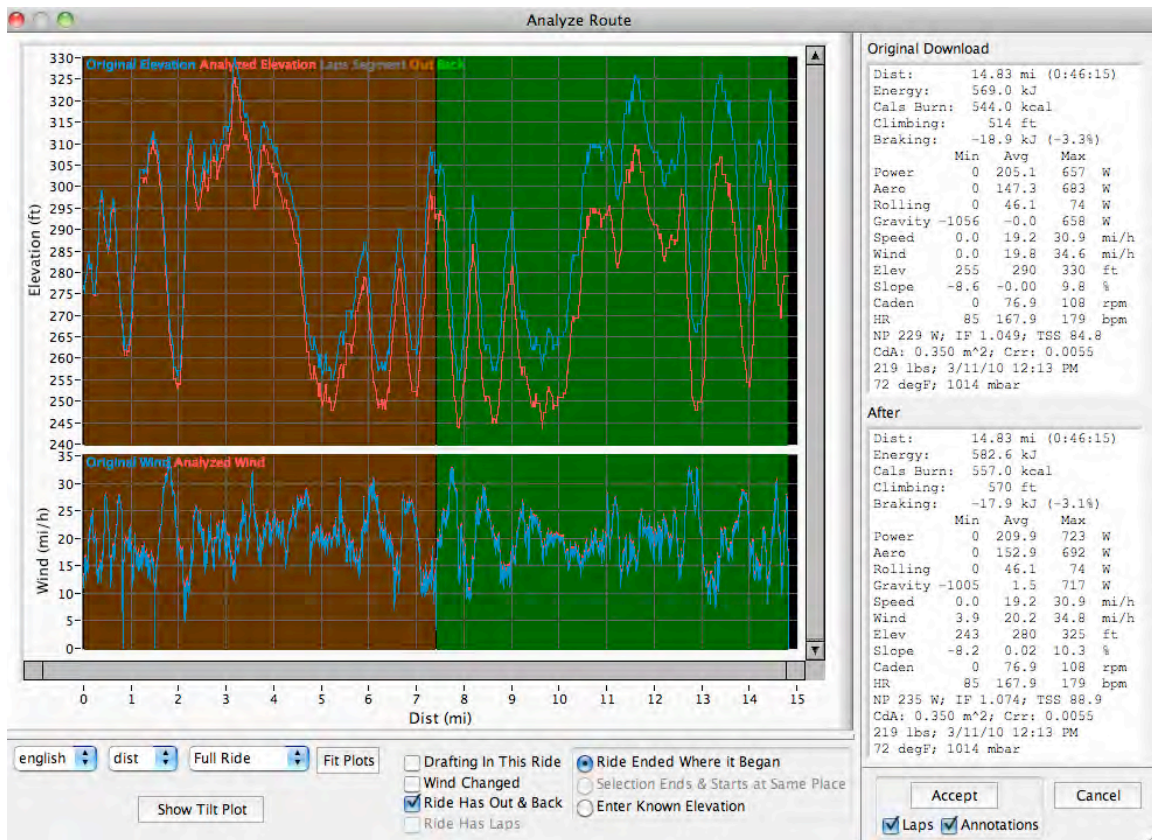 Analyze Route
Original Elevation Analyzed Elevation Laps Segment Out Back
330
325
320
315
310
305
300
295
290
285
280
275
270
265
260
255
250
245
240
Elevation (ft)
Original Wind Analyzed Wind
35
30
25
20
15
10
5
0
Wind (mi/h)
0 1 2 3 4 5 6 7 8 9 10 11 12 13 14 15
Dist (mi)
Original Download
Dist: 14.83 mi (0:46:15)
Energy: 569.0 kJ
Cals Burn: 544.0 kcal
Climbing: 514 ft
Braking: -18.9 kJ (-3.3%)
Min Avg Max
Power 0 205.1 657 W
Aero 0 147.3 683 W
Rolling 0 46.1 74 W
Gravity -1056 -0.0 658 W
Speed 0.0 19.2 30.9 mi/h
Wind 0.0 19.8 34.6 mi/h
Elev 255 290 330 ft
Slope -8.6 -0.00 9.8 %
Caden 0 76.9 108 rpm
HR 85 167.9 179 bpm
NP 229 W; IF 1.049; TSS 84.8
CdA: 0.350 m^2; Crr: 0.0055
219 lbs; 3/11/10 12:13 PM
72 degF; 1014 mbar
After
Dist: 14.83 mi (0:46:15)
Energy: 582.6 kJ
Cals Burn: 557.0 kcal
Climbing: 570 ft
Braking: -17.9 kJ (-3.1%)
Min Avg Max
Power 0 209.9 723 W
Aero 0 152.9 692 W
Rolling 0 46.1 74 W
Gravity -1005 1.5 717 W
Speed 0.0 19.2 30.9 mi/h
Wind 3.9 20.2 34.8 mi/h
Elev 243 280 325 ft
Slope -8.2 0.02 10.3 %
Caden 0 76.9 108 rpm
HR 85 167.9 179 bpm
NP 235 W; IF 1.074; TSS 88.9
CdA: 0.350 m^2; Crr: 0.0055
219 lbs; 3/11/10 12:13 PM
72 degF; 1014 mbar
english dist Full Ride Fit Plots
Show Tilt Plot
Drafting In This Ride
Wind Changed
Ride Has Out & Back
Ride Has Laps
Ride Ended Where it Began
Selection Ends & Starts at Same Place
Enter Known Elevation
Accept Cancel
Laps Annotations